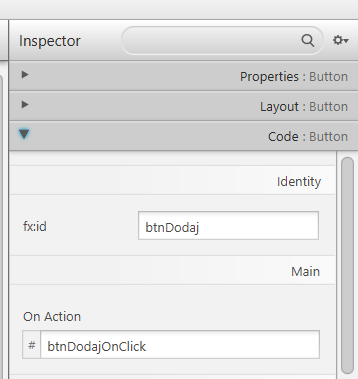 Inspector
Properties : Button
Layout : Button
Code : Button
Identity
fx:id btnDodaj
Main
On Action
# btnDodajOnClick